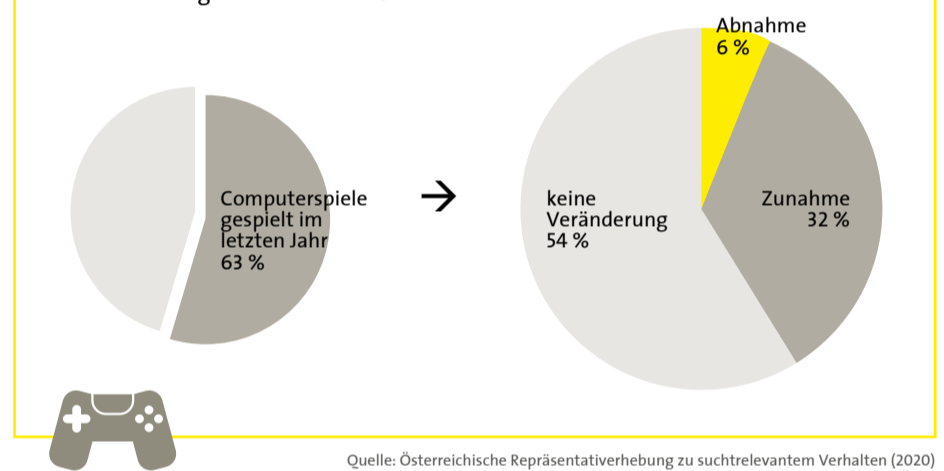 Abnahme
6 %
Computerspiele
gespielt im
letzten Jahr
63 %
→
keine
Veränderung
54 %
Zunahme
32 %
Quelle: Österreichische Repräsentativerhebung zu suchtrelevantem Verhalten (2020)